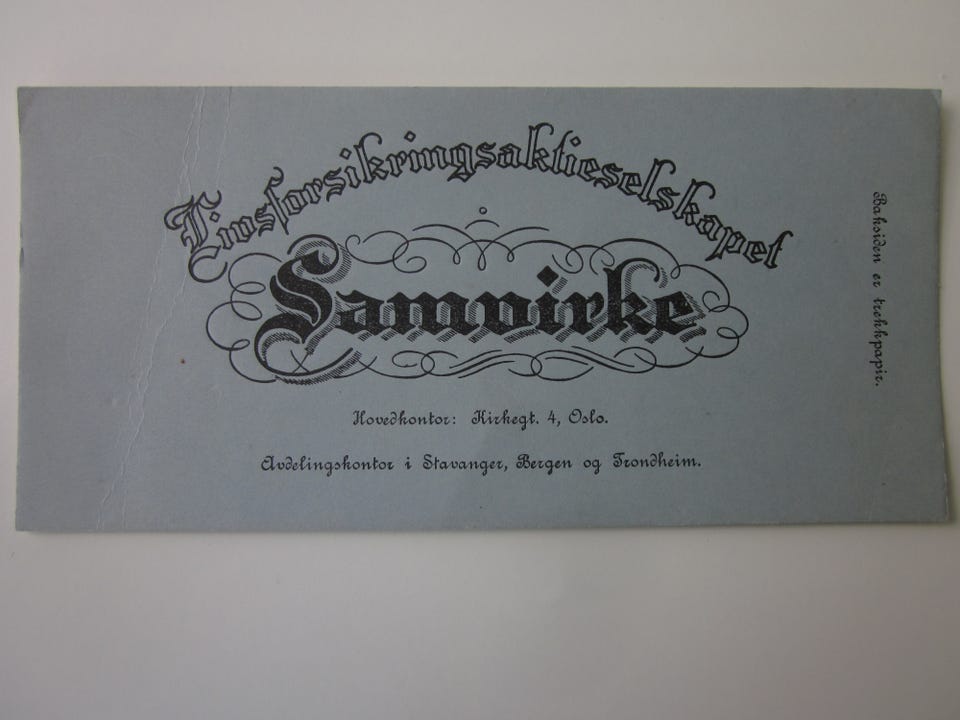 Livsforsikringsaktieselskapet
Samvirke
Hovedkontor: Kirkegt. 4, Oslo.
Avdelingskontor i Stavanger, Bergen og Trondheim.
Baksiden er trekkpapir.